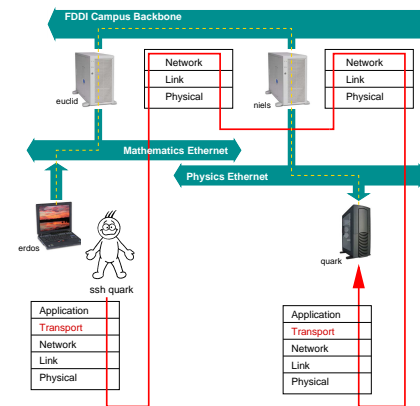 FDDI Campus Backbone
Network
Link
Physical
Network
Link
Physical
euclid
niels
Mathematics Ethernet
Physics Ethernet
erdos
quark
ssh quark
Application
Transport
Network
Link
Physical
Application
Transport
Network
Link
Physical